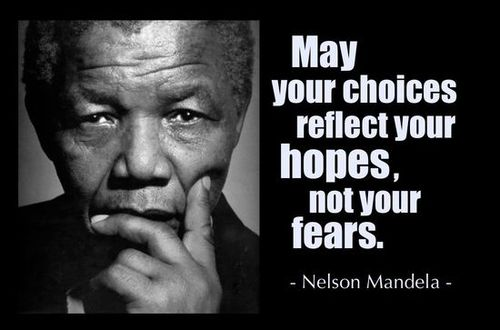 May
your choices
reflect your
hopes,
not your
fears.
- Nelson Mandela -